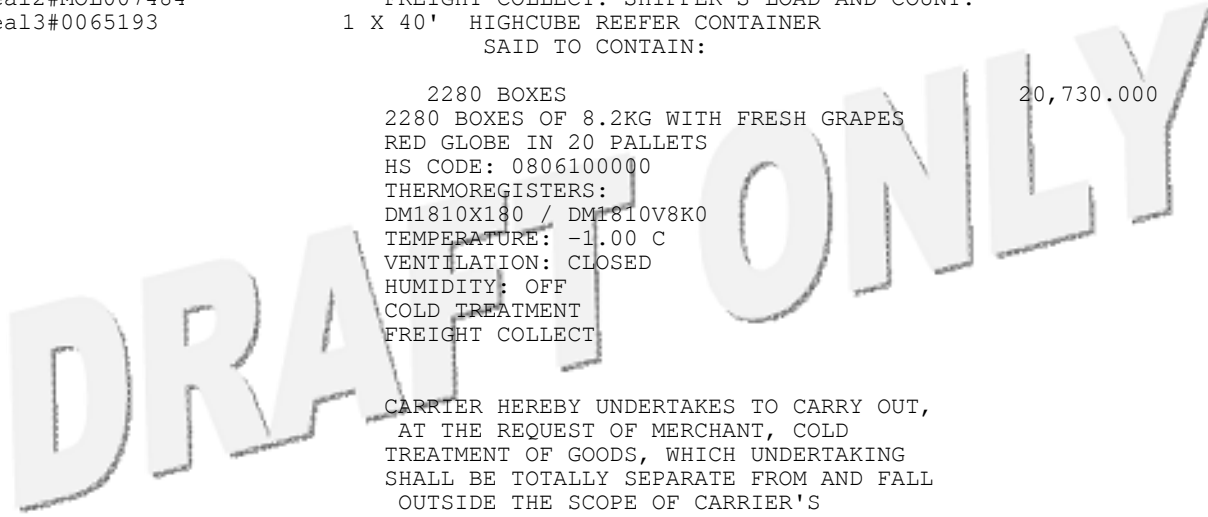 FREIGHT COLLECT. SHIPPER'S LOAD AND COUNT.
eal3#0065193 1 X 40' HIGHCUBE REEFER CONTAINER
SAID TO CONTAIN:
2280 BOXES 20,730.000
2280 BOXES OF 8.2KG WITH FRESH GRAPES
RED GLOBE IN 20 PALLETS
HS CODE: 0806100000
THERMOREGISTERS:
DM1810X180 / DM1810V8K0
TEMPERATURE: -1.00 C
VENTILATION: CLOSED
HUMIDITY: OFF
COLD TREATMENT
FREIGHT COLLECT
CARRIER HEREBY UNDERTAKES TO CARRY OUT,
AT THE REQUEST OF MERCHANT, COLD
TREATMENT OF GOODS, WHICH UNDERTAKING
SHALL BE TOTALLY SEPARATE FROM AND FALL
OUTSIDE THE SCOPE OF CARRIER'S
DRAFT ONLY